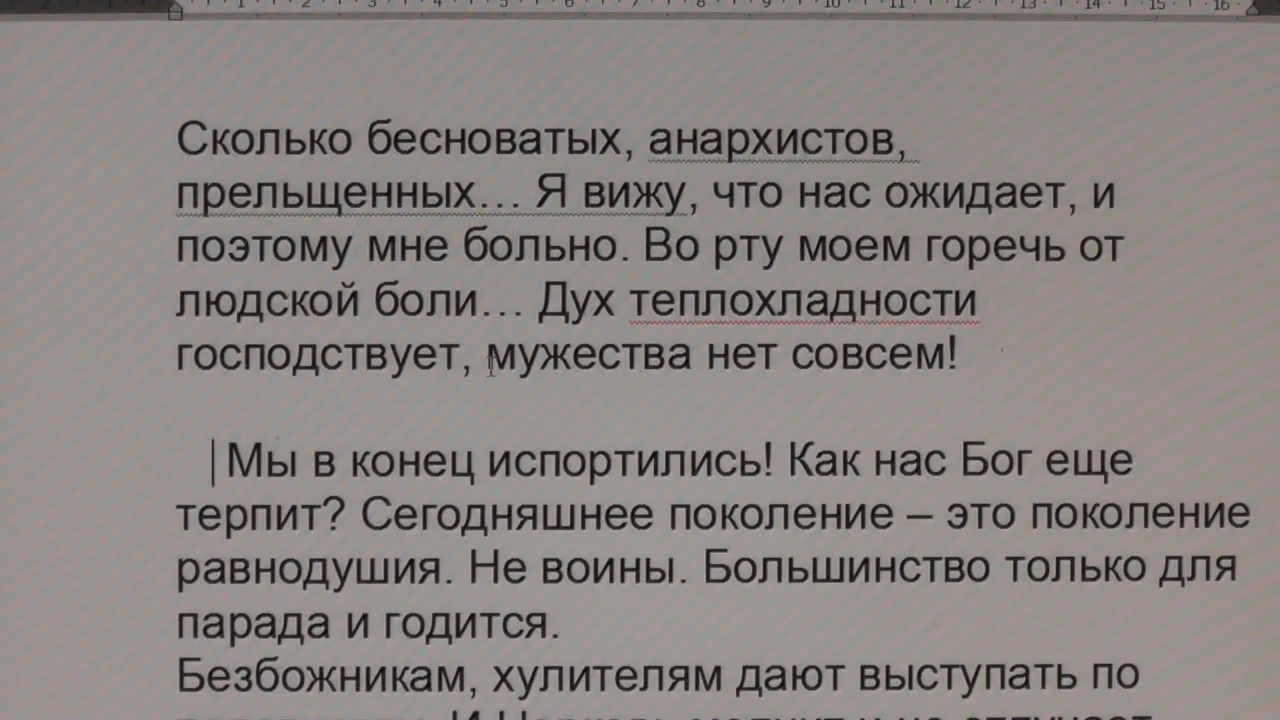 Сколько бесноватых, анархистов,
прельщенных… Я вижу, что нас ожидает, и
поэтому мне больно. Во рту моем горечь от
людской боли… Дух теплохладности
господствует, мужества нет совсем!
Мы в конец испортились! Как нас Бог еще
терпит? Сегодняшнее поколение – это поколение
равнодушия. Не воины. Большинство только для
парада и годится.
Безбожникам, хулителям дают выступать по